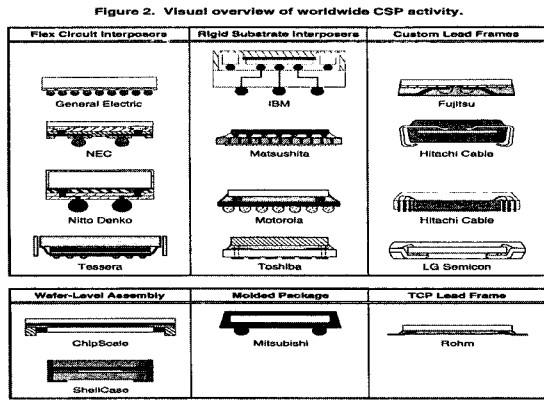 Figure 2. Visual overview of worldwide CSP activity.
Flex Circuit Interposers Rigid Substrate Interposers Custom Lead Frames
General Electric IBM Fujitsu
NEC Matsushita Hitachi Cable
Nitto Denko Motorola Hitachi Cable
Tessera Toshiba LG Semicon
Wafer-Level Assembly Molded Package TCP Lead Frame
ChipScale Mitsubishi Rohm
ShellCase